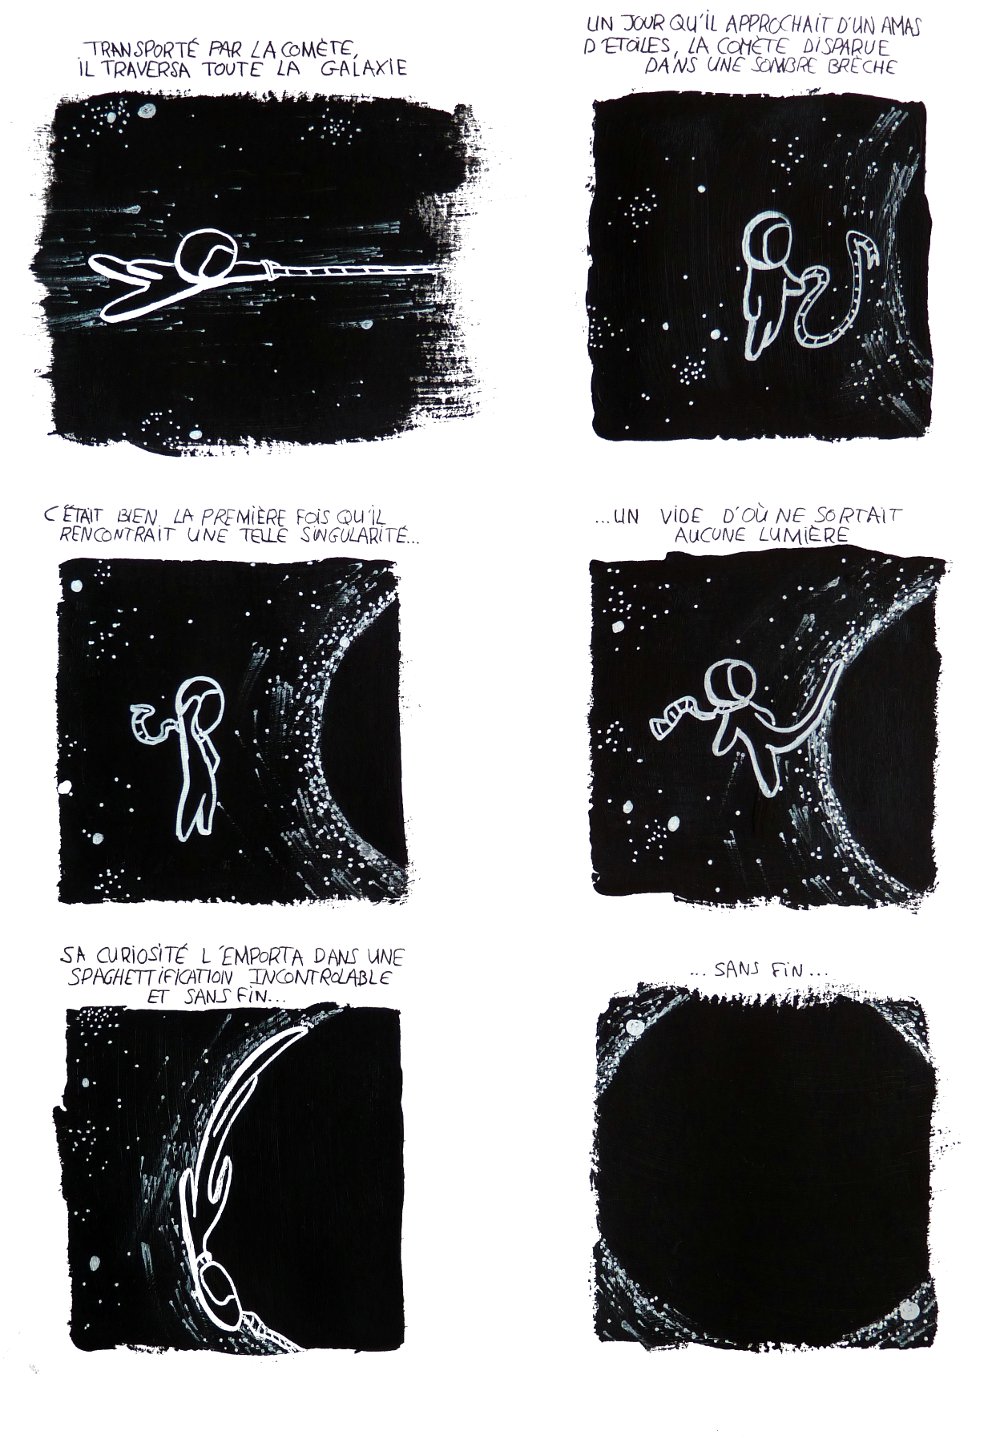 TRANSPORTÉ PAR LA COMÈTE,
IL TRAVERSA TOUTE LA GALAXIE
UN JOUR QU'IL APPROCHAIT D'UN AMAS
D'ETOILES, LA COMÈTE DISPARUE
DANS UNE SOMBRE BRÈCHE
C'ÉTAIT BIEN LA PREMIÈRE FOIS QU'IL
RENCONTRAIT UNE TELLE SINGULARITÉ...
...UN VIDE D'OÙ NE SORTAIT
AUCUNE LUMIÈRE
SA CURIOSITÉ L'EMPORTA DANS UNE
SPAGHETTIFICATION INCONTROLABLE
ET SANS FIN...
... SANS FIN...